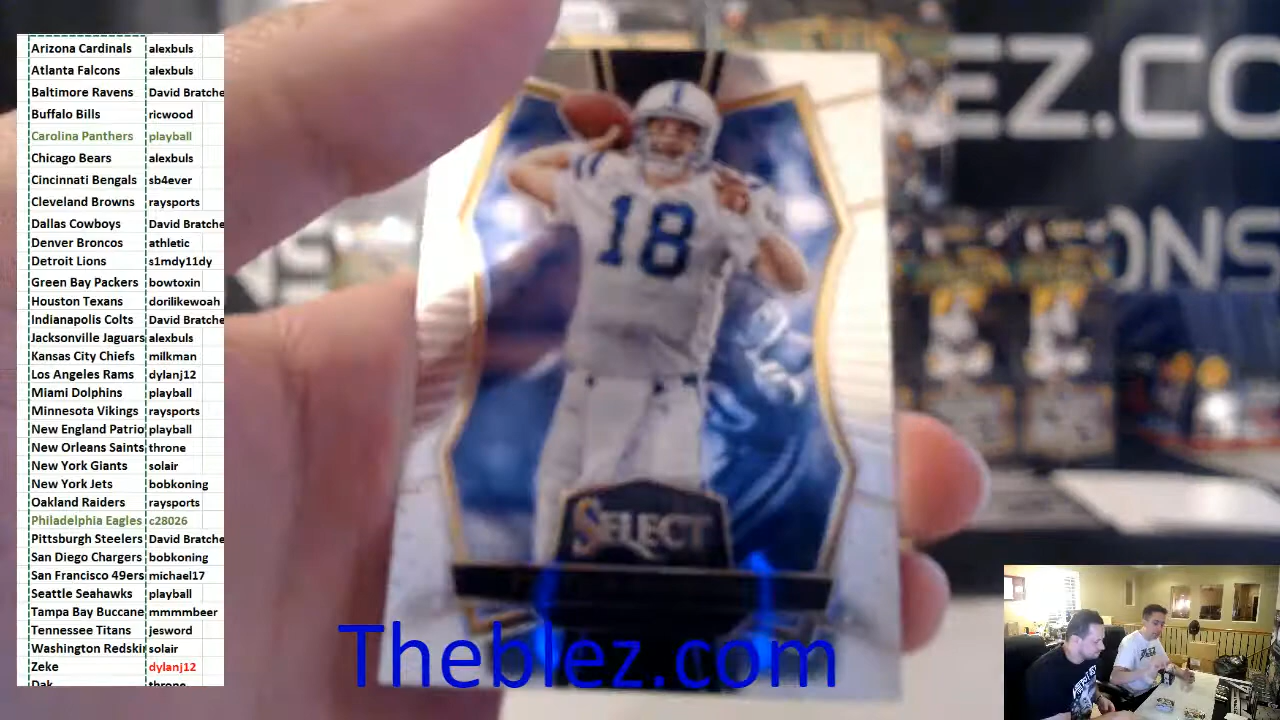 Arizona Cardinals alexbuls
Atlanta Falcons alexbuls
Baltimore Ravens David Bratche
Buffalo Bills ricwood
Carolina Panthers playball
Chicago Bears alexbuls
Cincinnati Bengals sb4ever
Cleveland Browns raysports
Dallas Cowboys David Bratche
Denver Broncos athletic
Detroit Lions s1mdy11dy
Green Bay Packers bowtoxin
Houston Texans dorilikewoah
Indianapolis Colts David Bratche
Jacksonville Jaguars alexbuls
Kansas City Chiefs milkman
Los Angeles Rams dylanj12
Miami Dolphins playball
Minnesota Vikings raysports
New England Patrio playball
New Orleans Saints throne
New York Giants solair
New York Jets bobkoning
Oakland Raiders raysports
Philadelphia Eagles c28026
Pittsburgh Steelers David Bratche
San Diego Chargers bobkoning
San Francisco 49ers michael17
Seattle Seahawks playball
Tampa Bay Buccane mmmmbeer
Tennessee Titans jesword
Washington Redski solair
Zeke dylanj12
Dak throne
18
SELECT
Theblez.com
EZ.COM
IONS